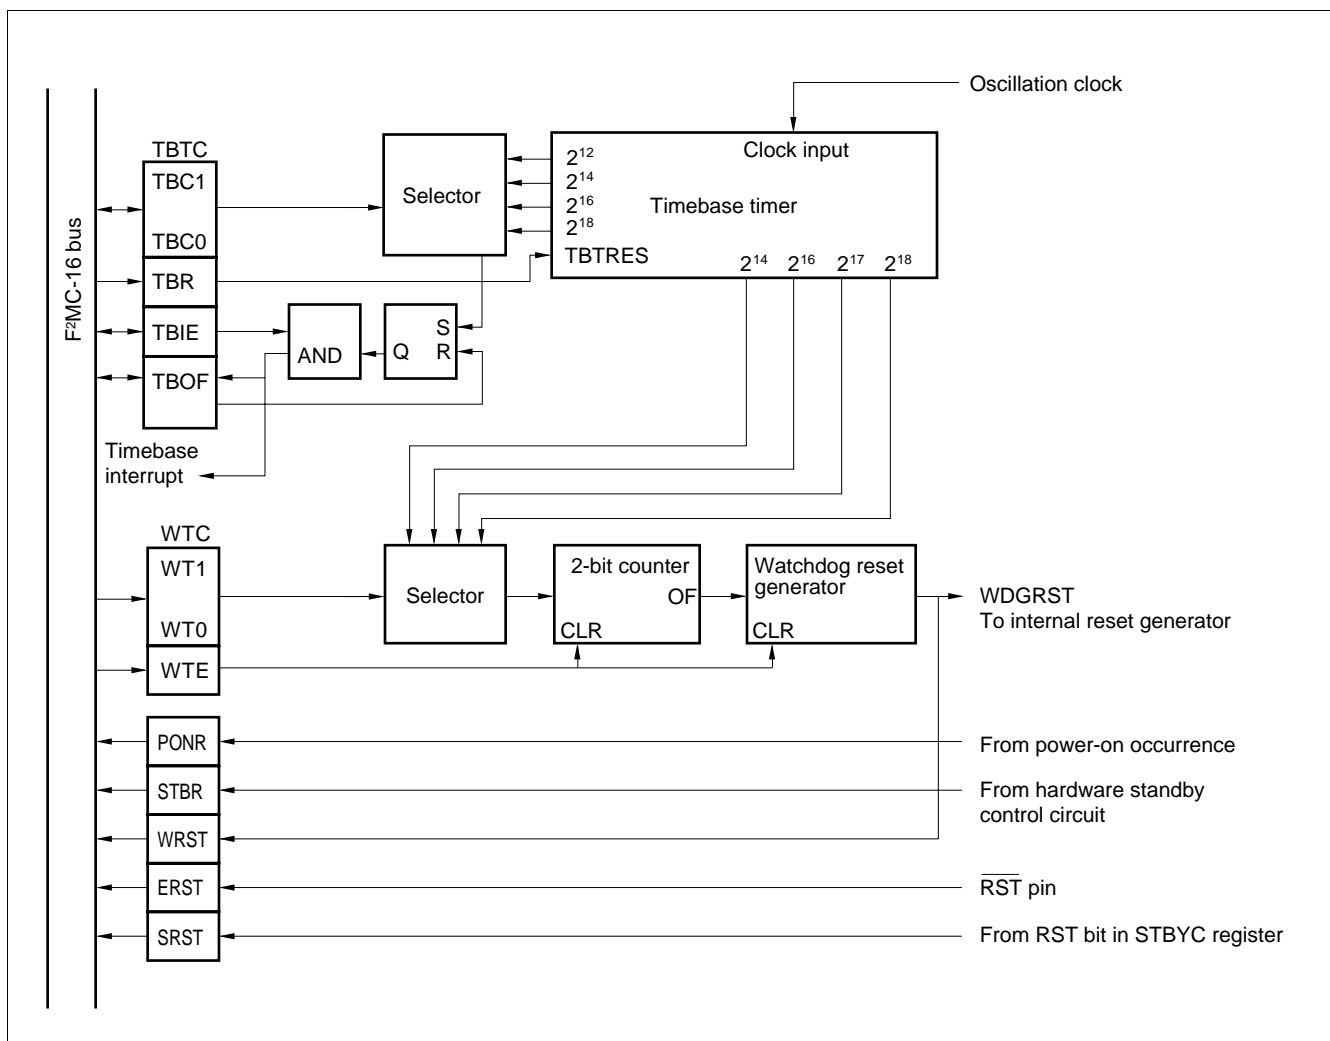 Oscillation clock
F²MC-16 bus
TBTC
TBC1
TBC0
TBR
TBIE
TBOF
Selector
2¹²
2¹⁴
2¹⁶
2¹⁸
TBTRES
Clock input
Timebase timer
2¹⁴ 2¹⁶ 2¹⁷ 2¹⁸
AND
S
Q R
Timebase
interrupt
WTC
WT1
WT0
WTE
Selector
2-bit counter
OF
CLR
Watchdog reset
generator
CLR
WDGRST
To internal reset generator
PONR
From power-on occurrence
STBR
From hardware standby
control circuit
WRST
ERST
R̅S̅T̅ pin
SRST
From RST bit in STBYC register